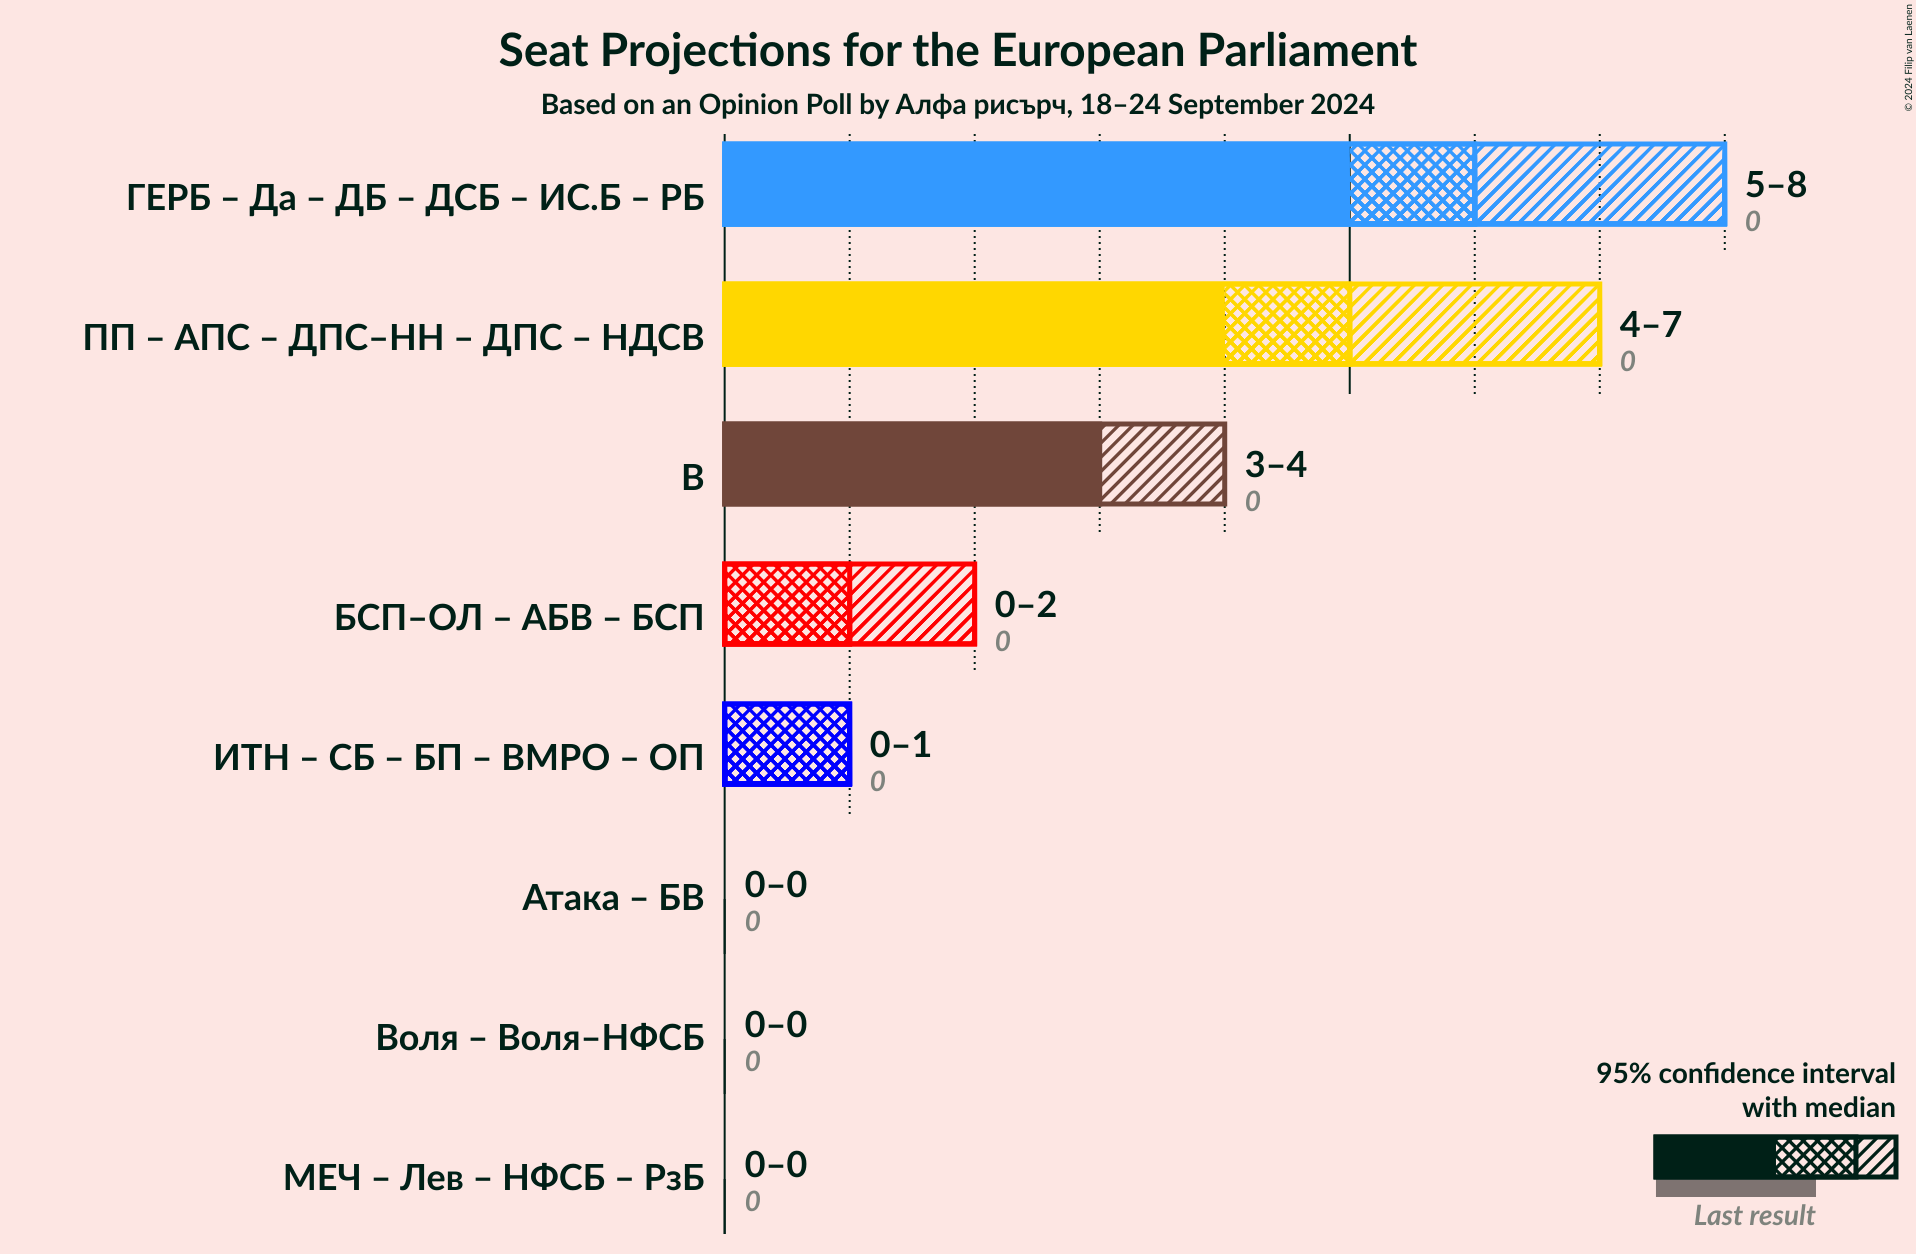 Seat Projections for the European Parliament
Based on an Opinion Poll by Алфа рисърч, 18–24 September 2024
© 2024 Filip van Laenen
ГЕРБ – Да – ДБ – ДСБ – ИС.Б – РБ
5–8
0
ПП – АПС – ДПС–НН – ДПС – НДСВ
4–7
0
В
3–4
0
БСП–ОЛ – АБВ – БСП
0–2
0
ИТН – СБ – БП – ВМРО – ОП
0–1
0
Атака – БВ
0–0
0
Воля – Воля–НФСБ
0–0
0
МЕЧ – Лев – НФСБ – РзБ
0–0
0
95% confidence interval
with median
Last result